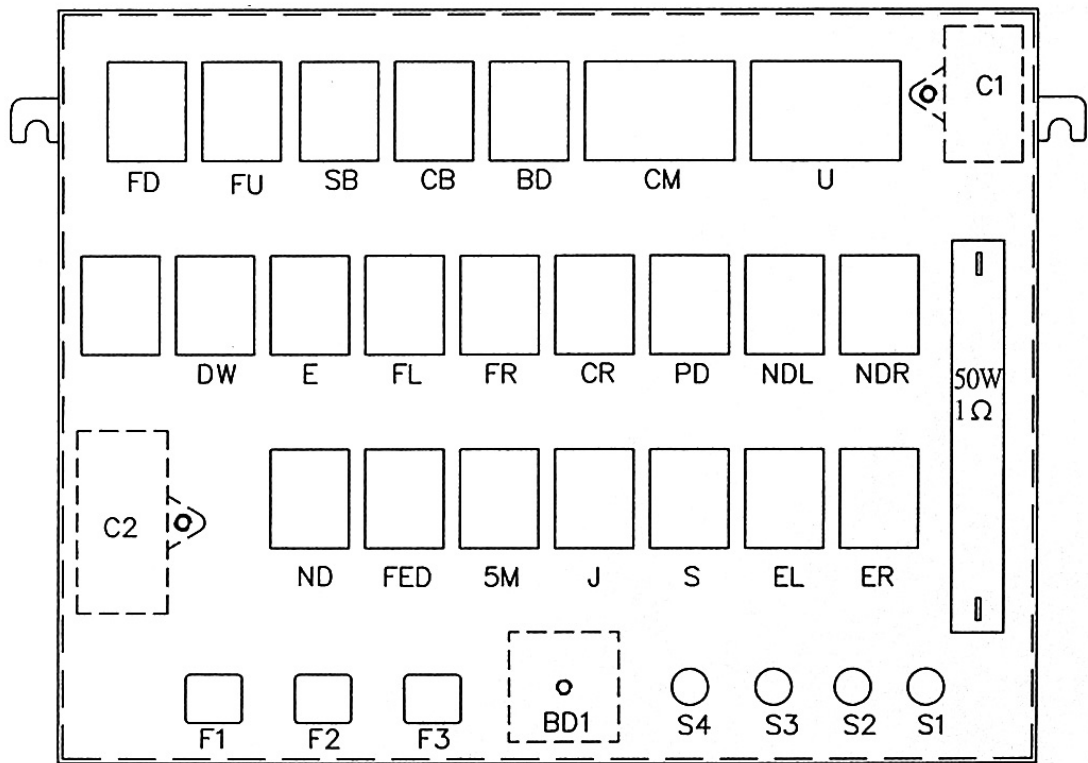 C1
FD FU SB CB BD CM U
DW E FL FR CR PD NDL NDR
50W
1Ω
C2
ND FED 5M J S EL ER
F1 F2 F3 BD1 S4 S3 S2 S1